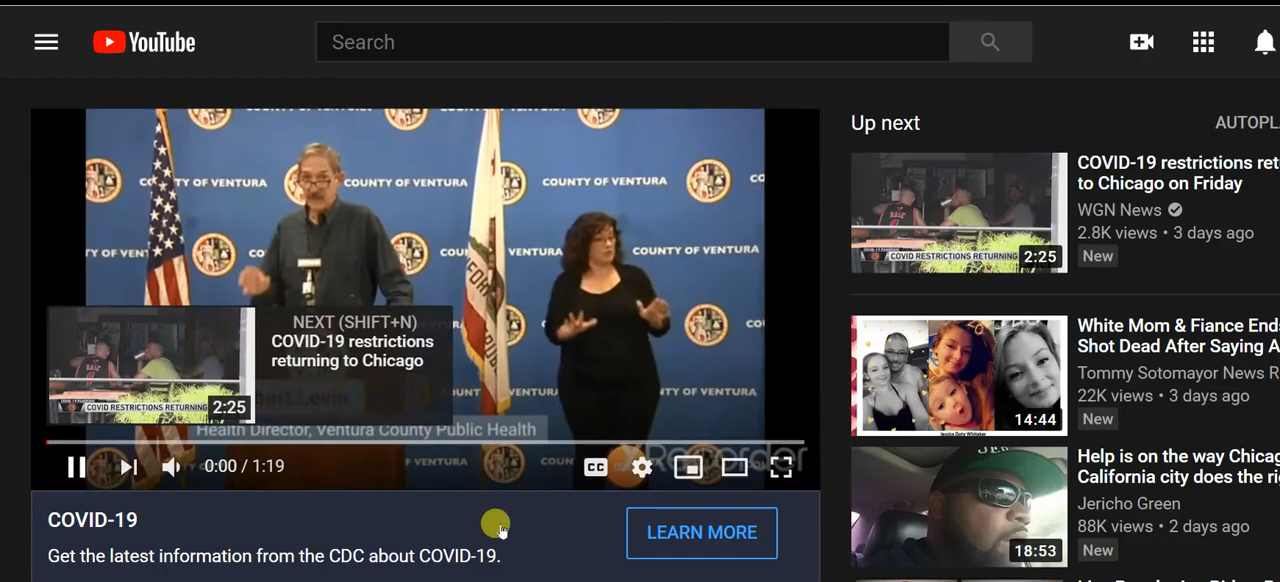 YouTube
Search
COUNTY OF VENTURA
COUNTY OF VENTURA
COUNTY OF VENTURA
TY OF VENTURA
COUNTY OF VENTURA
NEXT (SHIFT+N)
COVID-19 restrictions
returning to Chicago
COVID RESTRICTIONS RETURNING
2:25
Health Director, Ventura County Public Health
0:00 / 1:19
CC
COVID-19
Get the latest information from the CDC about COVID-19.
LEARN MORE
Up next
AUTOPL
COVID-19 restrictions ret
to Chicago on Friday
WGN News
2.8K views • 3 days ago
New
COVID RESTRICTIONS RETURNING
2:25
White Mom & Fiance End
Shot Dead After Saying A
Tommy Sotomayor News R
22K views • 3 days ago
New
14:44
Help is on the way Chicag
California city does the ri
Jericho Green
88K views • 2 days ago
New
18:53